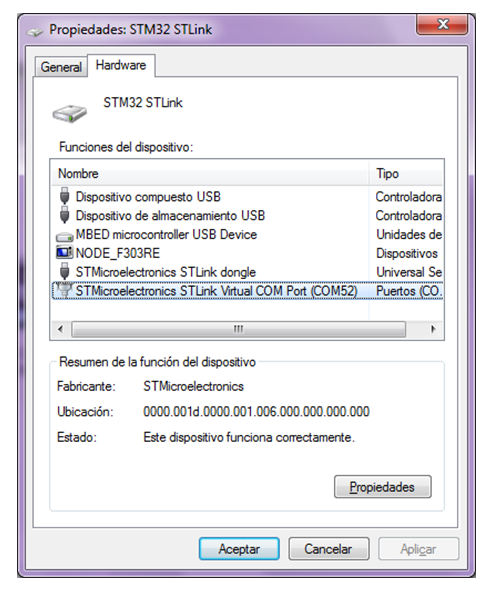 Propiedades: STM32 STLink
General Hardware
STM32 STLink
Funciones del dispositivo:
Nombre Tipo
Dispositivo compuesto USB Controladora
Dispositivo de almacenamiento USB Controladora
MBED microcontroller USB Device Unidades de
NODE_F303RE Dispositivos
STMicroelectronics STLink dongle Universal Se
STMicroelectronics STLink Virtual COM Port (COM52) Puertos (CO.
Resumen de la función del dispositivo
Fabricante: STMicroelectronics
Ubicación: 0000.001d.0000.001.006.000.000.000.000
Estado: Este dispositivo funciona correctamente.
Propiedades
Aceptar Cancelar Aplicar